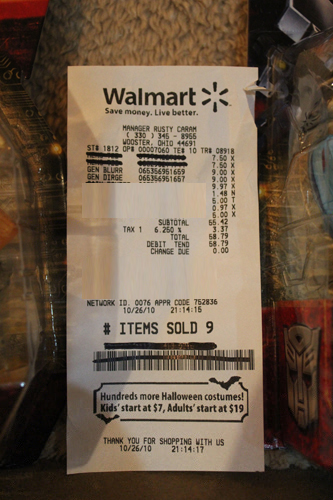 Walmart
Save money. Live better.
MANAGER RUSTY CARAM
( 330 ) 345 - 8955
WOOSTER, OHIO 44691
ST# 1812 OP# 00007060 TE# 10 TR# 08918
7.50 X
7.50 X
GEN BLURR 065356961659 9.00 X
GEN DIRGE 065356961657 9.00 X
9.97 X
1.48 N
5.00 T
0.97 X
5.00 X
SUBTOTAL 55.42
TAX 1 6.250 % 3.37
TOTAL 58.79
DEBIT TEND 58.79
CHANGE DUE 0.00
NETWORK ID. 0076 APPR CODE 752836
10/26/10 21:14:15
# ITEMS SOLD 9
Hundreds more Halloween costumes!
Kids' start at $7, Adults' start at $19
THANK YOU FOR SHOPPING WITH US
10/26/10 21:14:17